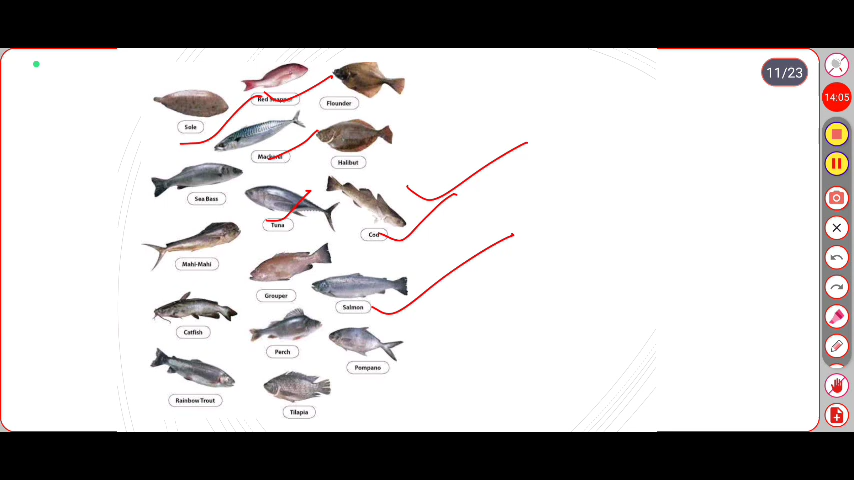 11/23
14:05
Red Snapper
Flounder
Sole
Mackerel
Halibut
Sea Bass
Tuna
Cod
Mahi-Mahi
Grouper
Salmon
Catfish
Perch
Pompano
Rainbow Trout
Tilapia